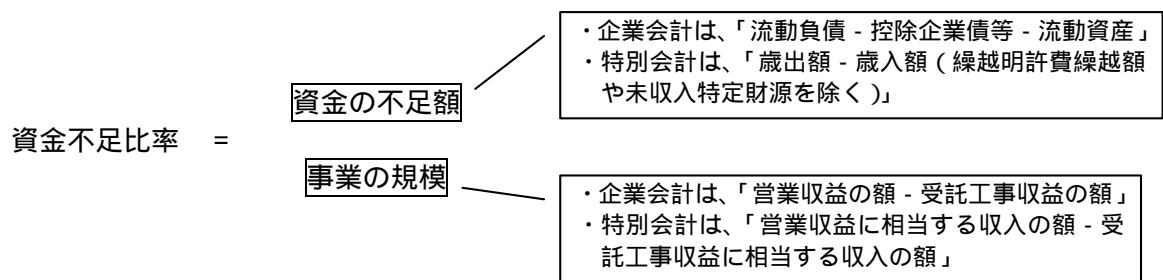 ・企業会計は、「流動負債‐控除企業債等‐流動資産」
・特別会計は、「歳出額‐歳入額(繰越明許費繰越額
や未収入特定財源を除く)」
資金の不足額
資金不足比率 =
事業の規模
・企業会計は、「営業収益の額‐受託工事収益の額」
・特別会計は、「営業収益に相当する収入の額‐受
託工事収益に相当する収入の額」